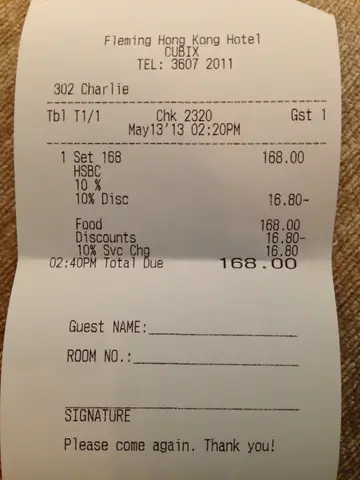 Fleming Hong Kong Hotel
CUBIX
TEL: 3607 2011
302 Charlie
Tbl T1/1 Chk 2320 Gst 1
May13'13 02:20PM
1 Set 168 168.00
HSBC
10 %
10% Disc 16.80-
Food 168.00
Discounts 16.80-
10% Svc Chg 16.80
02:40PM Total Due 168.00
Guest NAME:
ROOM NO.:
SIGNATURE
Please come again. Thank you!